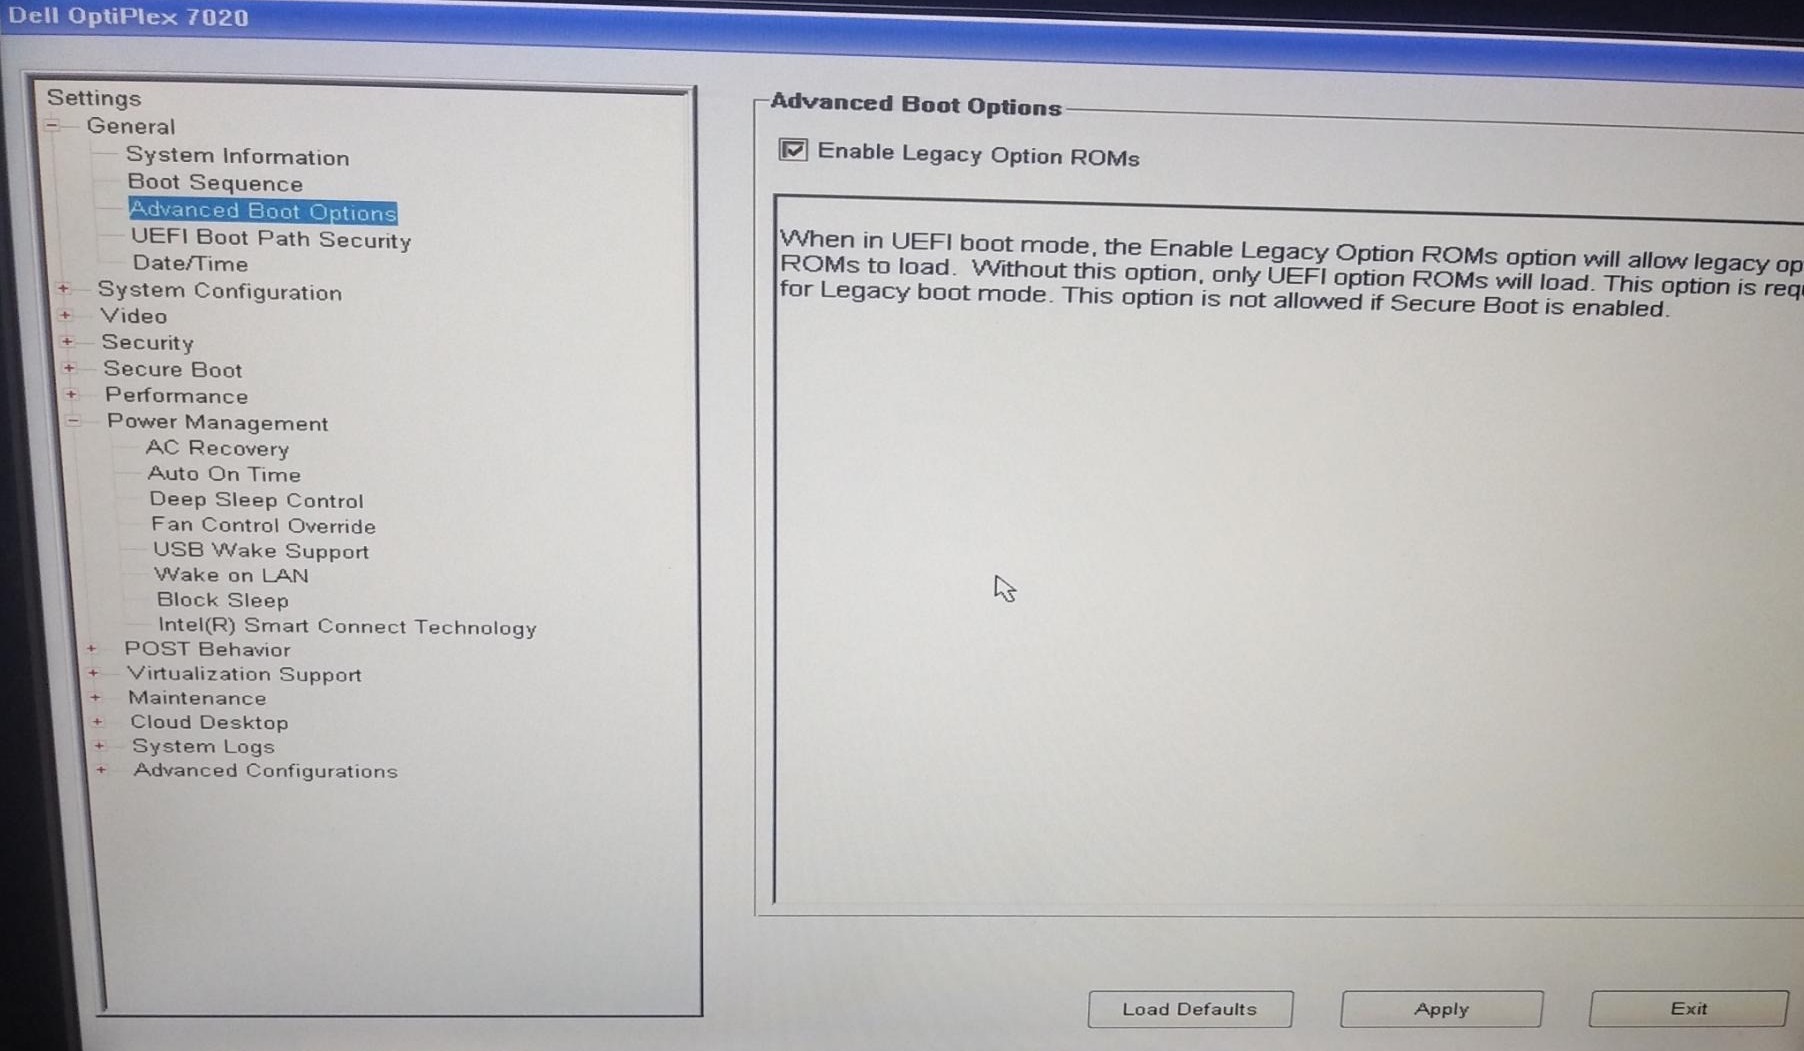 Dell OptiPlex 7020
Settings
General
System Information
Boot Sequence
Advanced Boot Options
UEFI Boot Path Security
Date/Time
System Configuration
Video
Security
Secure Boot
Performance
Power Management
AC Recovery
Auto On Time
Deep Sleep Control
Fan Control Override
USB Wake Support
Wake on LAN
Block Sleep
Intel(R) Smart Connect Technology
POST Behavior
Virtualization Support
Maintenance
Cloud Desktop
System Logs
Advanced Configurations
Advanced Boot Options
Enable Legacy Option ROMs
When in UEFI boot mode, the Enable Legacy Option ROMs option will allow legacy
ROMs to load. Without this option, only UEFI option ROMs will load. This option is
for Legacy boot mode. This option is not allowed if Secure Boot is enabled.
Load Defaults
Apply
Exit